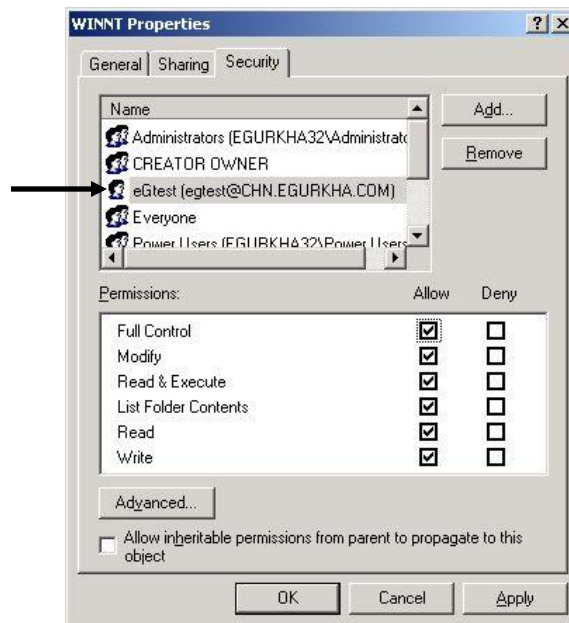 WINNT Properties
General Sharing Security
Name
Administrators (EGURKHA32\Administrato
CREATOR OWNER
eGtest (egtest@CHN.EGURKHA.COM)
Everyone
Power Users (EGURKHA32\Power Users
Add...
Remove
Permissions: Allow Deny
Full Control
Modify
Read & Execute
List Folder Contents
Read
Write
Advanced...
Allow inheritable permissions from parent to propagate to this
object
OK Cancel Apply